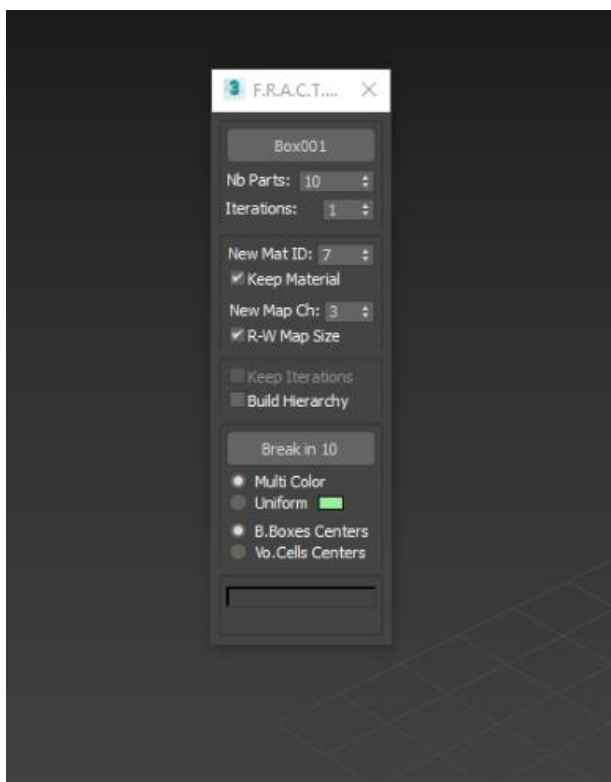 F.R.A.C.T....
Box001
Nb Parts: 10
Iterations: 1
New Mat ID: 7
Keep Material
New Map Ch: 3
R-W Map Size
Keep Iterations
Build Hierarchy
Break in 10
Multi Color
Uniform
B.Boxes Centers
Vo.Cells Centers